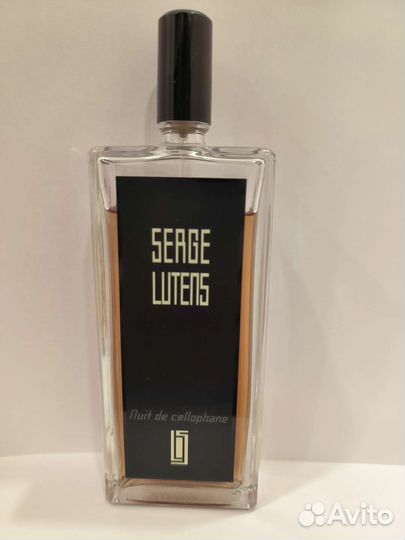 SERGE
LUTENS
Nuit de cellophane
Avito